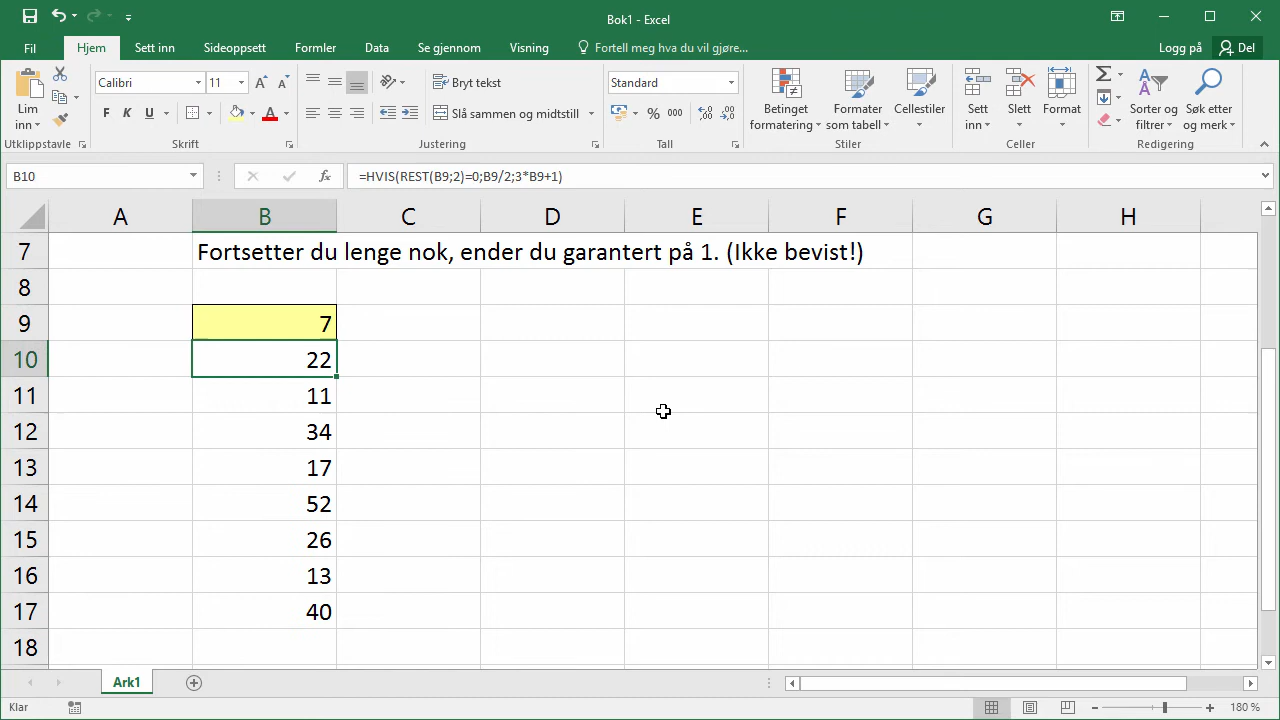 Bok1 - Excel
Fil Hjem Sett inn Sideoppsett Formler Data Se gjennom Visning Fortell meg hva du vil gjøre... Logg på Del
Lim inn
Utklippstavle
Calibri 11
F K U A
Skrift
Bryt tekst
Slå sammen og midtstill
Justering
Standard
% 000
Tall
Betinget formatering
Formater som tabell
Cellestiler
Stiler
Sett inn
Slett
Format
Celler
Sorter og filtrer
Søk etter og merk
Redigering
B10 fx =HVIS(REST(B9;2)=0;B9/2;3*B9+1)
A B C D E F G H
7 Fortsetter du lenge nok, ender du garantert på 1. (Ikke bevist!)
8
9 7
10 22
11 11
12 34
13 17
14 52
15 26
16 13
17 40
18
Ark1
Klar 180 %